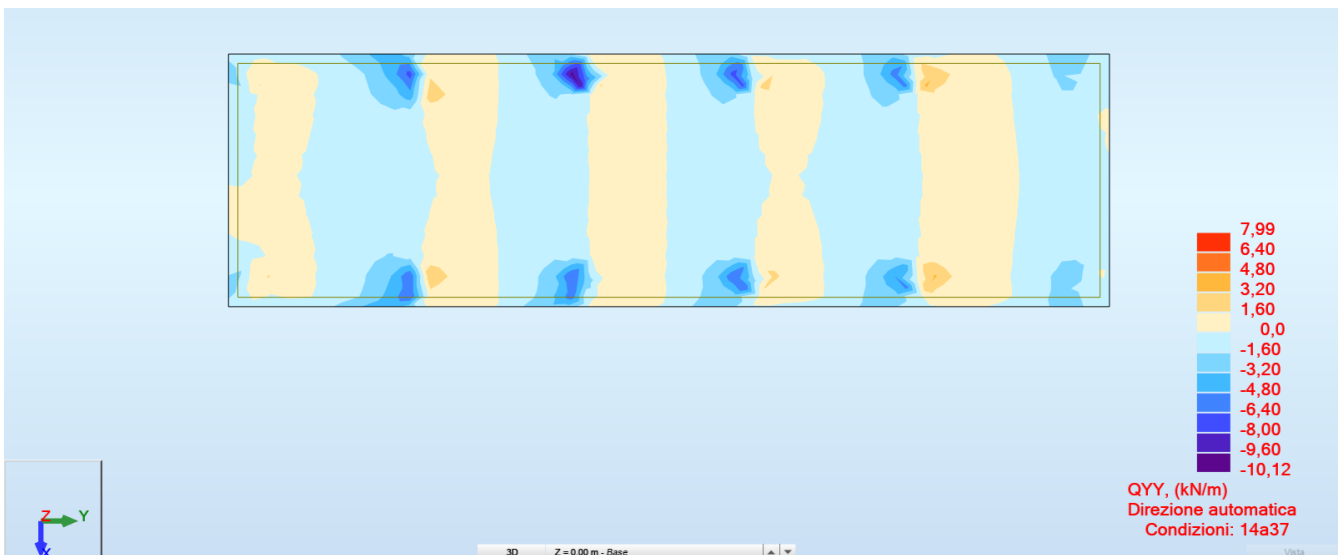 7,99
6,40
4,80
3,20
1,60
0,0
-1,60
-3,20
-4,80
-6,40
-8,00
-9,60
-10,12
QYY, (kN/m)
Direzione automatica
Condizioni: 14a37
Z Y
X
3D Z = 0.00 m - Base Vista